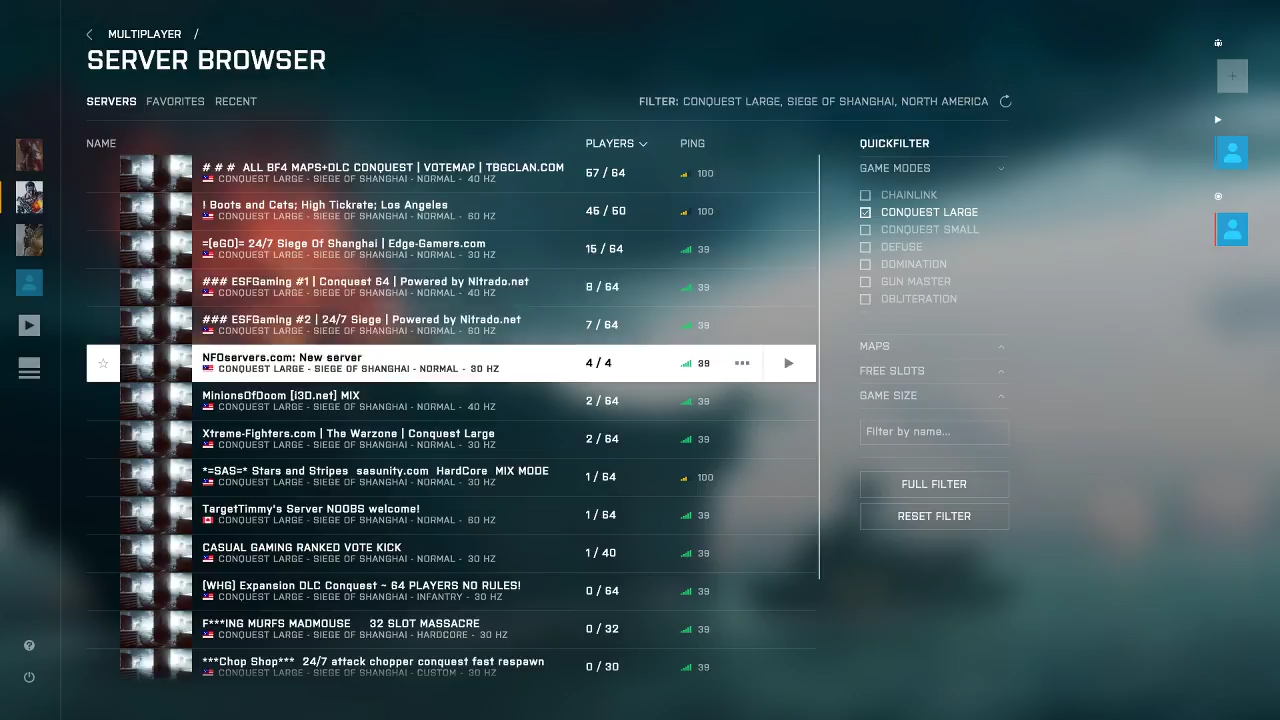 MULTIPLAYER /
SERVER BROWSER
SERVERS FAVORITES RECENT
FILTER: CONQUEST LARGE, SIEGE OF SHANGHAI, NORTH AMERICA
NAME PLAYERS PING
# # # ALL BF4 MAPS+DLC CONQUEST | VOTEMAP | TBGCLAN.COM
CONQUEST LARGE - SIEGE OF SHANGHAI - NORMAL - 40 HZ
67 / 64 100
! Boots and Cats; High Tickrate; Los Angeles
CONQUEST LARGE - SIEGE OF SHANGHAI - NORMAL - 60 HZ
45 / 50 100
=[eGO]= 24/7 Siege Of Shanghai | Edge-Gamers.com
CONQUEST LARGE - SIEGE OF SHANGHAI - NORMAL - 30 HZ
15 / 64 39
### ESFGaming #1 | Conquest 64 | Powered by Nitrado.net
CONQUEST LARGE - SIEGE OF SHANGHAI - NORMAL - 40 HZ
8 / 64 39
### ESFGaming #2 | 24/7 Siege | Powered by Nitrado.net
CONQUEST LARGE - SIEGE OF SHANGHAI - NORMAL - 60 HZ
7 / 64 39
NFOservers.com: New server
CONQUEST LARGE - SIEGE OF SHANGHAI - NORMAL - 30 HZ
4 / 4 39
MinionsOfDoom [i3D.net] MIX
CONQUEST LARGE - SIEGE OF SHANGHAI - NORMAL - 40 HZ
2 / 64 39
Xtreme-Fighters.com | The Warzone | Conquest Large
CONQUEST LARGE - SIEGE OF SHANGHAI - NORMAL - 30 HZ
2 / 64 39
*=SAS=* Stars and Stripes sasunity.com HardCore MIX MODE
CONQUEST LARGE - SIEGE OF SHANGHAI - NORMAL - 30 HZ
1 / 64 100
TargetTimmy's Server NOOBS welcome!
CONQUEST LARGE - SIEGE OF SHANGHAI - NORMAL - 60 HZ
1 / 64 39
CASUAL GAMING RANKED VOTE KICK
CONQUEST LARGE - SIEGE OF SHANGHAI - NORMAL - 30 HZ
1 / 40 39
[WHG] Expansion DLC Conquest ~ 64 PLAYERS NO RULES!
CONQUEST LARGE - SIEGE OF SHANGHAI - INFANTRY - 30 HZ
0 / 64 39
F***ING MURFS MADMOUSE 32 SLOT MASSACRE
CONQUEST LARGE - SIEGE OF SHANGHAI - HARDCORE - 30 HZ
0 / 32 39
***Chop Shop*** 24/7 attack chopper conquest fast respawn
CONQUEST LARGE - SIEGE OF SHANGHAI - CUSTOM - 30 HZ
0 / 30 39
QUICKFILTER
GAME MODES
CHAINLINK
CONQUEST LARGE
CONQUEST SMALL
DEFUSE
DOMINATION
GUN MASTER
OBLITERATION
MAPS
FREE SLOTS
GAME SIZE
Filter by name...
FULL FILTER
RESET FILTER